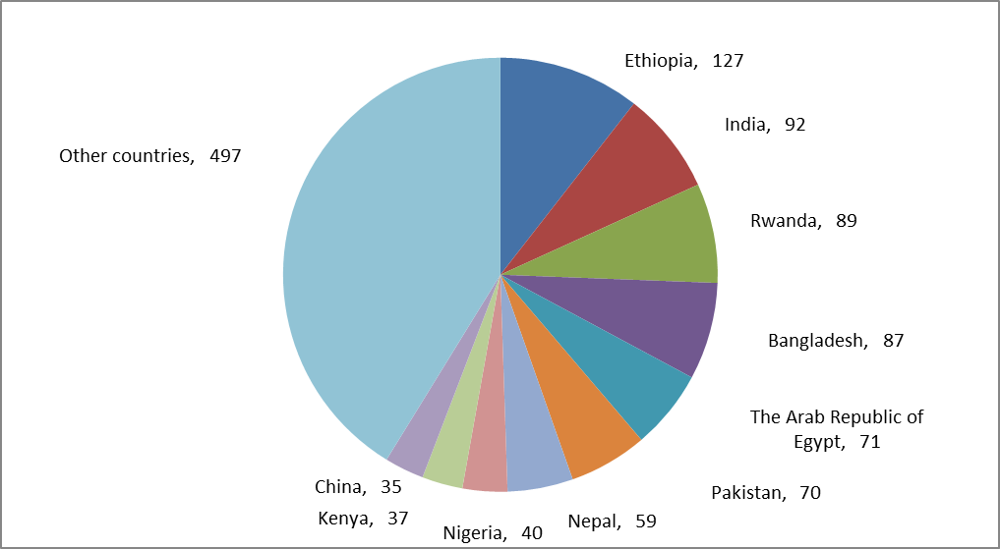 Ethiopia, 127
India, 92
Rwanda, 89
Bangladesh, 87
The Arab Republic of
Egypt, 71
Pakistan, 70
Nepal, 59
Nigeria, 40
Kenya, 37
China, 35
Other countries, 497